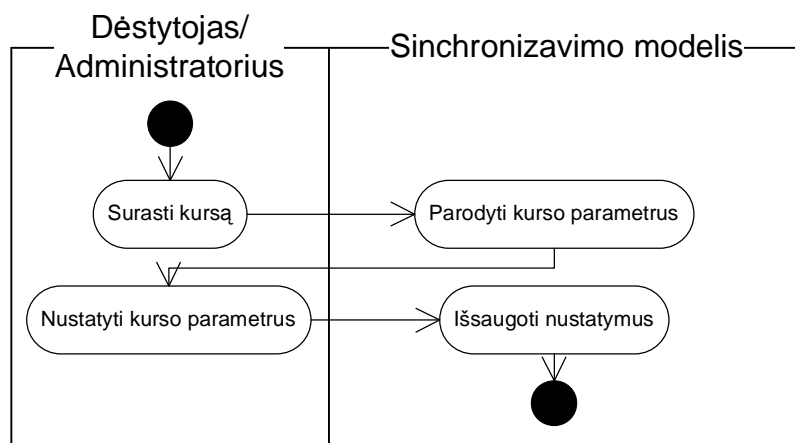 Dėstytojas/
Administratorius
Sinchronizavimo modelis
Surasti kursą
Parodyti kurso parametrus
Nustatyti kurso parametrus
Išsaugoti nustatymus